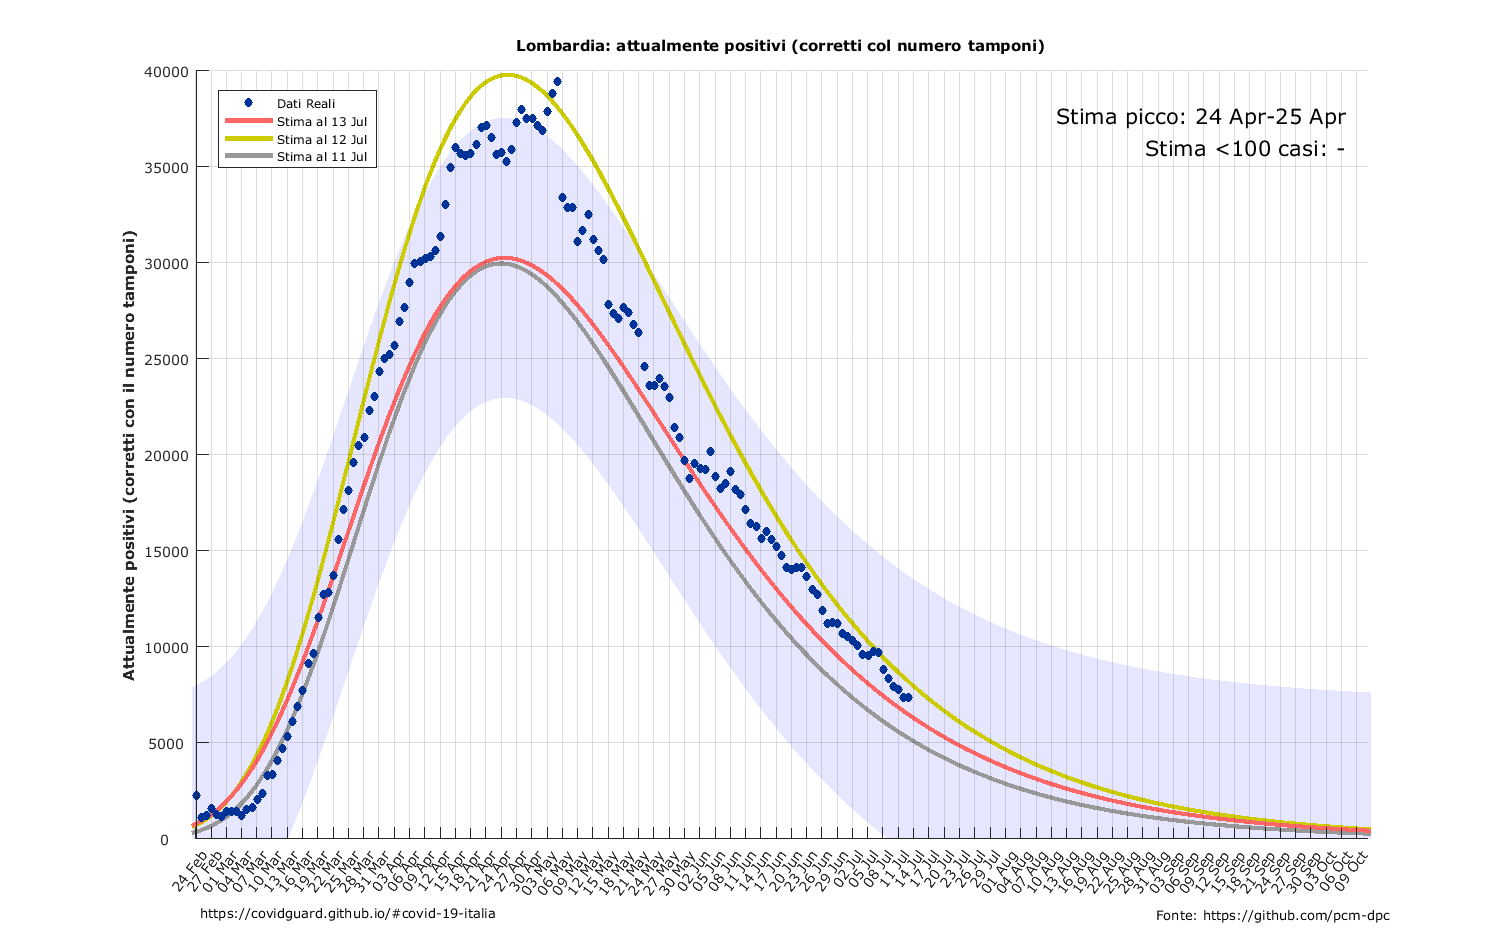 Lombardia: attualmente positivi (corretti col numero tamponi)
Attualmente positivi (corretti con il numero tamponi)
40000
35000
30000
25000
20000
15000
10000
5000
0
Dati Reali
Stima al 13 Jul
Stima al 12 Jul
Stima al 11 Jul
Stima picco: 24 Apr-25 Apr
Stima <100 casi: -
24 Feb
27 Feb
01 Mar
04 Mar
07 Mar
10 Mar
13 Mar
16 Mar
19 Mar
22 Mar
25 Mar
28 Mar
31 Mar
03 Apr
06 Apr
09 Apr
12 Apr
15 Apr
18 Apr
21 Apr
24 Apr
27 Apr
30 Apr
03 May
06 May
09 May
12 May
15 May
18 May
21 May
24 May
27 May
30 May
02 Jun
05 Jun
08 Jun
11 Jun
14 Jun
17 Jun
20 Jun
23 Jun
26 Jun
29 Jun
02 Jul
05 Jul
08 Jul
11 Jul
14 Jul
17 Jul
20 Jul
23 Jul
26 Jul
29 Jul
01 Aug
04 Aug
07 Aug
10 Aug
13 Aug
16 Aug
19 Aug
22 Aug
25 Aug
28 Aug
31 Aug
03 Sep
06 Sep
09 Sep
12 Sep
15 Sep
18 Sep
21 Sep
24 Sep
27 Sep
30 Sep
03 Oct
06 Oct
09 Oct
https://covidguard.github.io/#covid-19-italia
Fonte: https://github.com/pcm-dpc